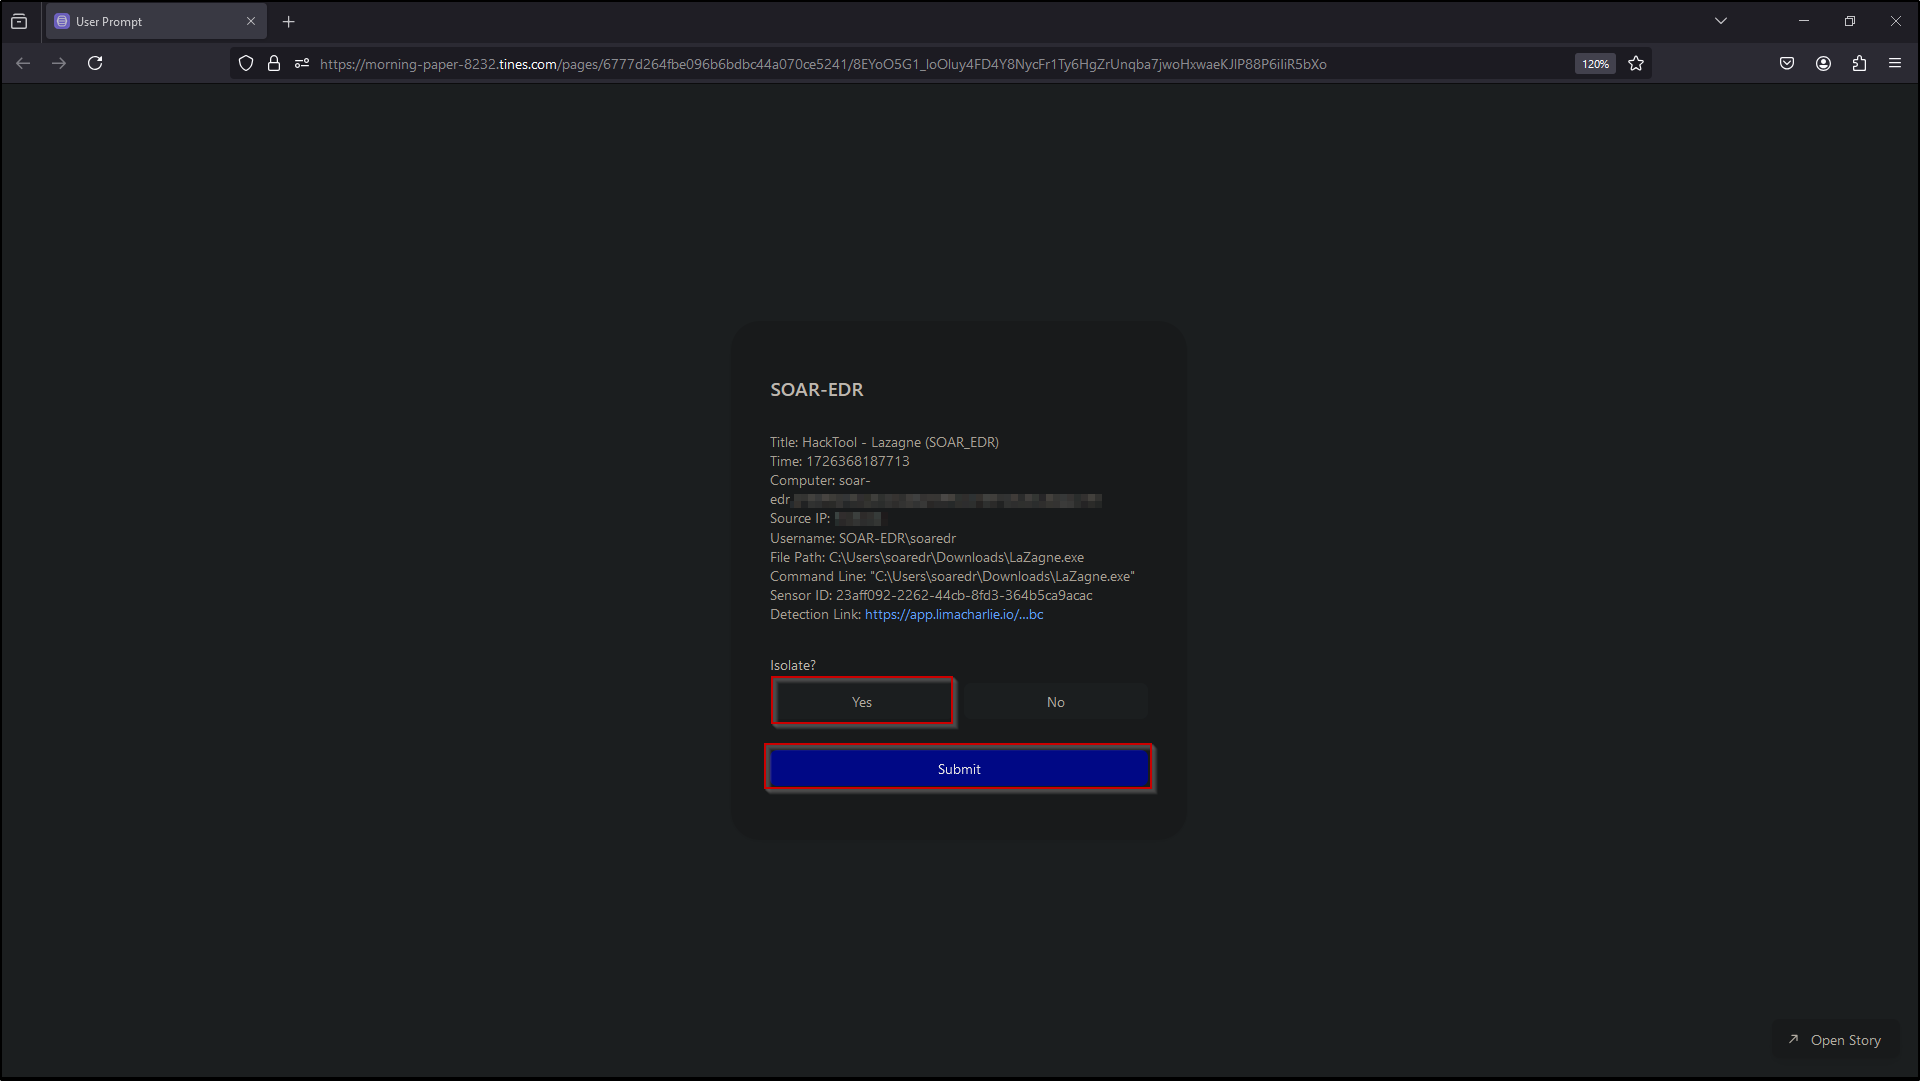 User Prompt
https://morning-paper-8232.tines.com/pages/6777d264fbe096b6bdbc44a070ce5241/8EYoO5G1_IoOluy4FD4Y8NycFr1Ty6HgZrUnqba7jwoHxwaeKJIP88P6iIiR5bXo
120%
SOAR-EDR
Title: HackTool - Lazagne (SOAR_EDR)
Time: 1726368187713
Computer: soar-
edr
Source IP:
Username: SOAR-EDR\soaredr
File Path: C:\Users\soaredr\Downloads\LaZagne.exe
Command Line: "C:\Users\soaredr\Downloads\LaZagne.exe"
Sensor ID: 23aff092-2262-44cb-8fd3-364b5ca9acac
Detection Link: https://app.limacharlie.io/...bc
Isolate?
Yes No
Submit
Open Story